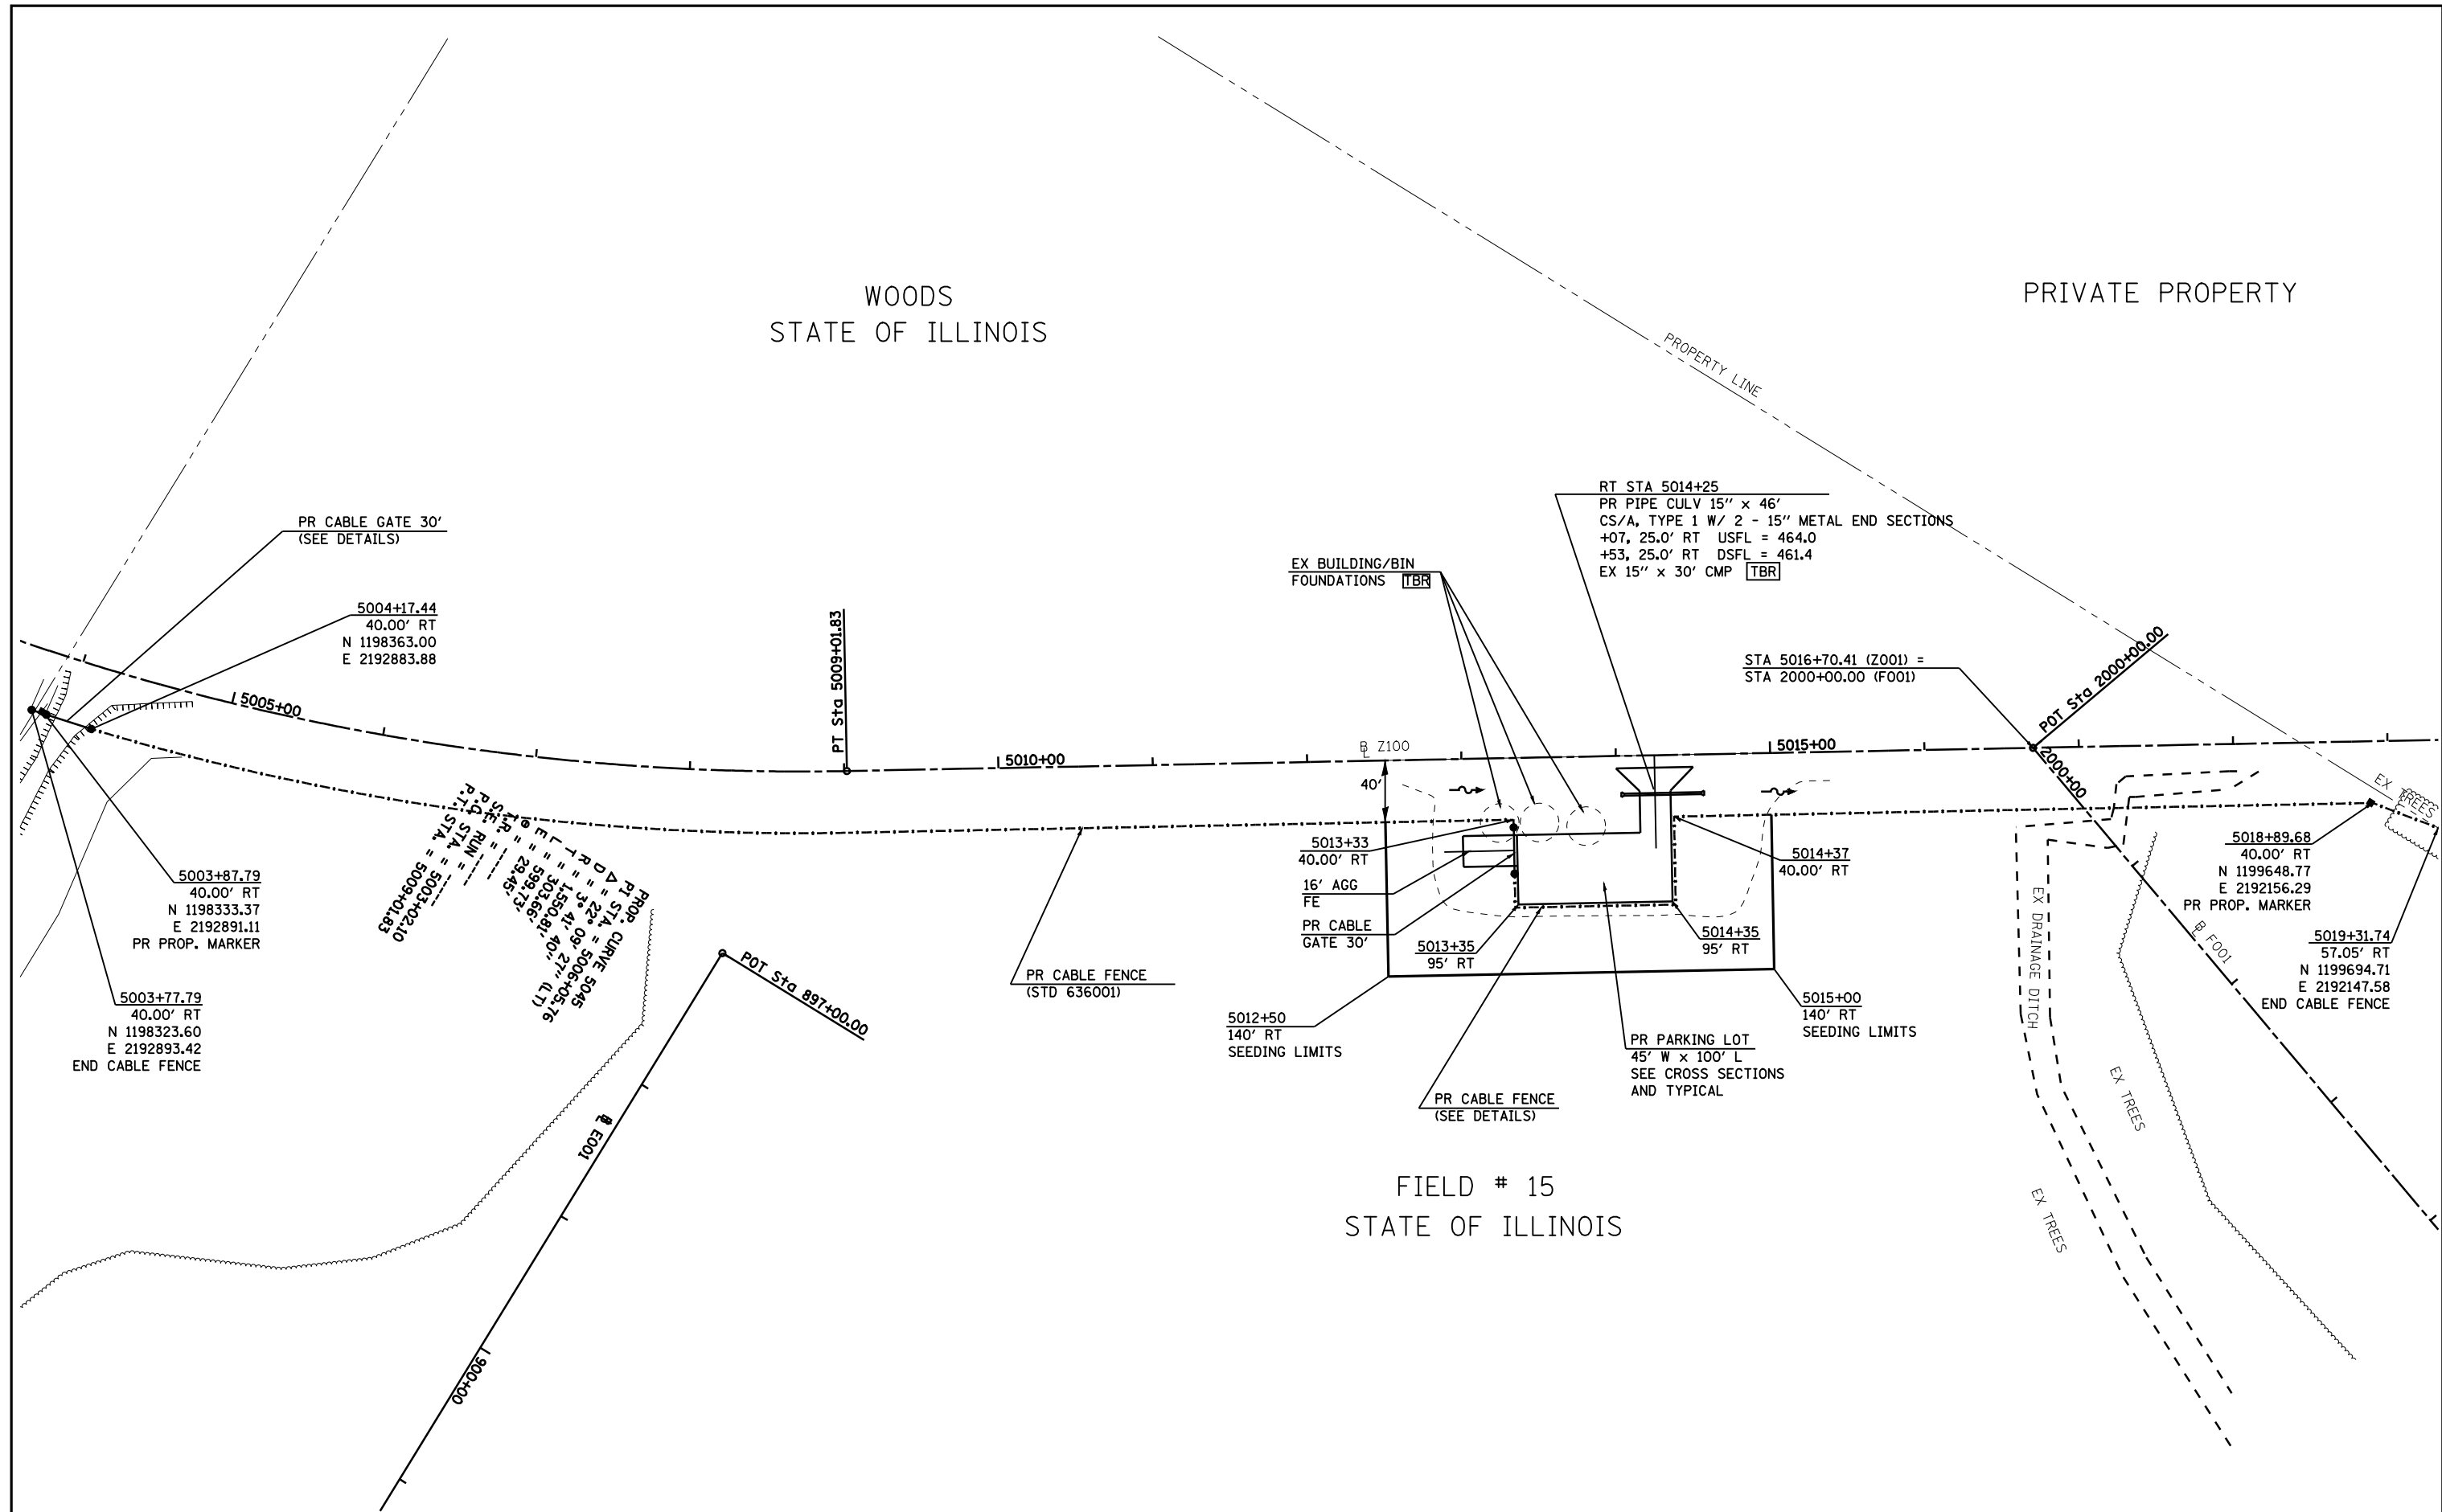 WOODS
STATE OF ILLINOIS
PRIVATE PROPERTY
PROPERTY LINE
PR CABLE GATE 30'
(SEE DETAILS)
5004+17.44
40.00' RT
N 1198363.00
E 2192883.88
5005+00
PT Sta 5009+01.83
5010+00
℄ Z100
40'
EX BUILDING/BIN
FOUNDATIONS TBR
RT STA 5014+25
PR PIPE CULV 15" x 46'
CS/A, TYPE 1 W/ 2 - 15" METAL END SECTIONS
+07, 25.0' RT USFL = 464.0
+53, 25.0' RT DSFL = 461.4
EX 15" x 30' CMP TBR
STA 5016+70.41 (Z001) =
STA 2000+00.00 (F001)
POT Sta 2000+00.00
5015+00
2000+00
EX TREES
5003+87.79
40.00' RT
N 1198333.37
E 2192891.11
PR PROP. MARKER
5003+77.79
40.00' RT
N 1198323.60
E 2192893.42
END CABLE FENCE
PROP. CURVE 5045
PI STA. = 5006+05.76
△ = 22° 09' 27" (LT)
D = 3° 41' 40"
R = 1,550.81'
T = 303.66'
L = 599.73'
E = 29.45'
e = ----
T.R. = ----
S.E. RUN = ----
P.C. STA. = 5003+02.10
P.T. STA. = 5009+01.83
POT Sta 897+00.00
℄ E001
900+00
PR CABLE FENCE
(STD 636001)
5013+33
40.00' RT
16' AGG
FE
PR CABLE
GATE 30'
5013+35
95' RT
5014+37
40.00' RT
5014+35
95' RT
5012+50
140' RT
SEEDING LIMITS
5015+00
140' RT
SEEDING LIMITS
PR PARKING LOT
45' W x 100' L
SEE CROSS SECTIONS
AND TYPICAL
PR CABLE FENCE
(SEE DETAILS)
5018+89.68
40.00' RT
N 1199648.77
E 2192156.29
PR PROP. MARKER
5019+31.74
57.05' RT
N 1199694.71
E 2192147.58
END CABLE FENCE
℄ F001
EX DRAINAGE DITCH
EX TREES
EX TREES
FIELD # 15
STATE OF ILLINOIS